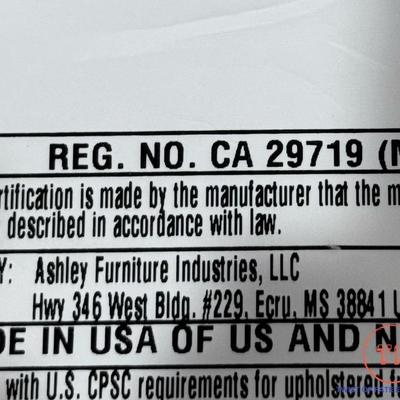 REG. NO. CA 29719 (M
rtification is made by the manufacturer that the m
described in accordance with law.
Y: Ashley Furniture Industries, LLC
Hwy 346 West Bldg. #229, Ecru, MS 38841 U
DE IN USA OF US AND N
with U.S. CPSC requirements for upholstered f